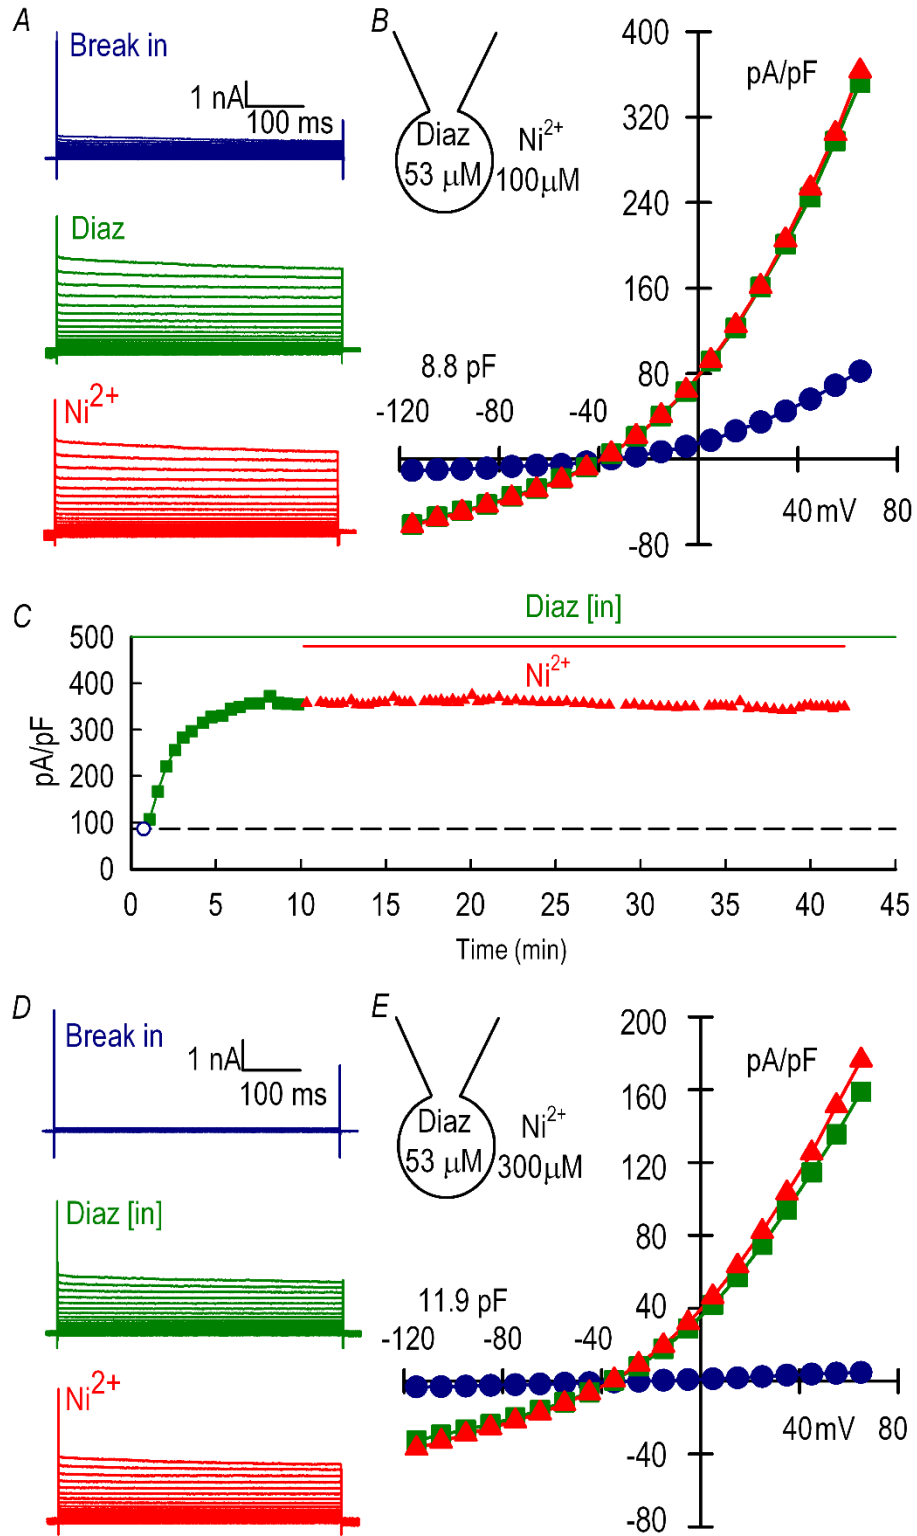 A
Break in
1 nA
100 ms
Diaz
Ni2+
B
Diaz
53 µM
Ni2+
100µM
pA/pF
400
320
240
160
80
-80
8.8 pF
-120
-80
-40
40 mV
80
C
Diaz [in]
Ni2+
pA/pF
500
400
300
200
100
0
0
5
10
15
20
25
30
35
40
45
Time (min)
D
Break in
1 nA
100 ms
Diaz [in]
Ni2+
E
Diaz
53 µM
Ni2+
300µM
pA/pF
200
160
120
80
40
-40
-80
11.9 pF
-120
-80
-40
40mV
80